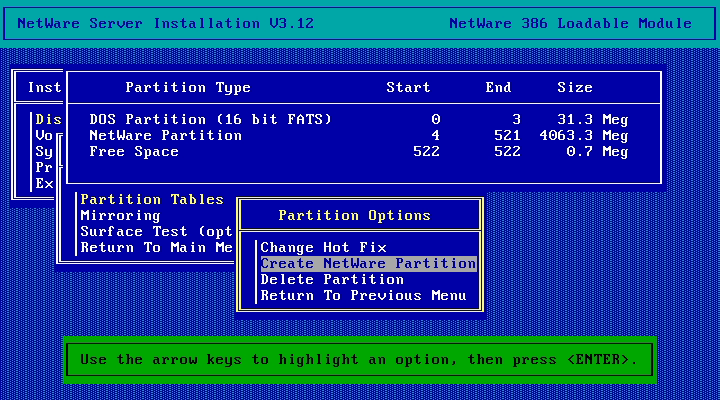 NetWare Server Installation V3.12 NetWare 386 Loadable Module
Inst
Partition Type Start End Size
Dis
DOS Partition (16 bit FATS) 0 3 31.3 Meg
Vo
NetWare Partition 4 521 4063.3 Meg
Sy
Free Space 522 522 0.7 Meg
Pr
Ex
Partition Tables
Mirroring
Surface Test (opt
Return To Main Me
Partition Options
Change Hot Fix
Create NetWare Partition
Delete Partition
Return To Previous Menu
Use the arrow keys to highlight an option, then press <ENTER>.